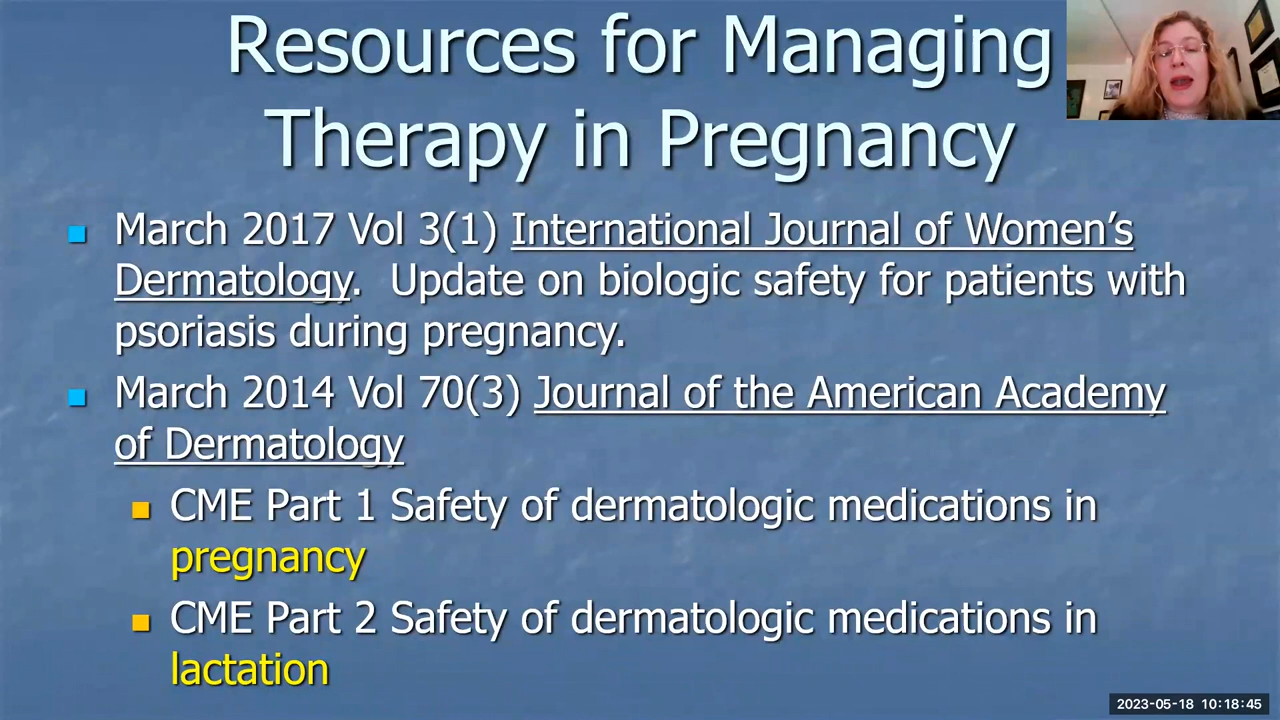 Resources for Managing
Therapy in Pregnancy
March 2017 Vol 3(1) International Journal of Women’s
Dermatology.  Update on biologic safety for patients with
psoriasis during pregnancy.
March 2014 Vol 70(3) Journal of the American Academy
of Dermatology
CME Part 1 Safety of dermatologic medications in
pregnancy
CME Part 2 Safety of dermatologic medications in
lactation
2023-05-18 10:18:45